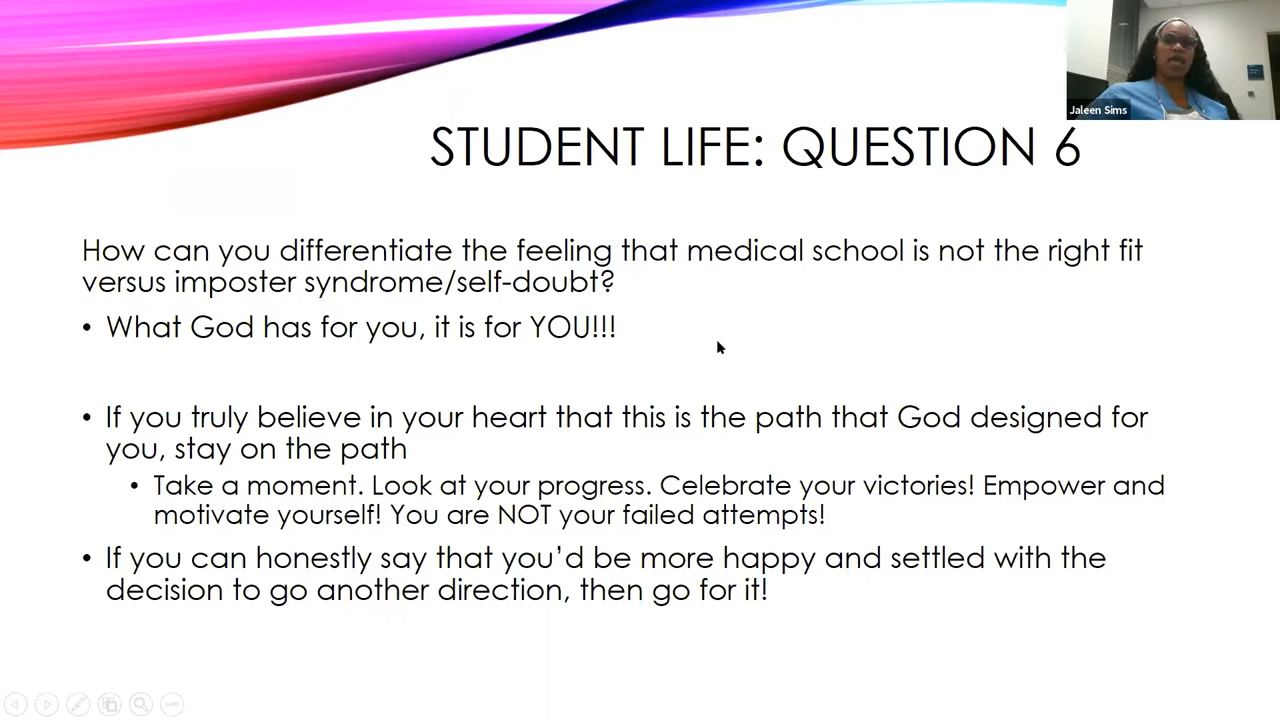 Jaleen Sims
STUDENT LIFE: QUESTION 6
How can you differentiate the feeling that medical school is not the right fit
versus imposter syndrome/self-doubt?
• What God has for you, it is for YOU!!!
• If you truly believe in your heart that this is the path that God designed for
you, stay on the path
• Take a moment. Look at your progress. Celebrate your victories! Empower and
motivate yourself! You are NOT your failed attempts!
• If you can honestly say that you’d be more happy and settled with the
decision to go another direction, then go for it!